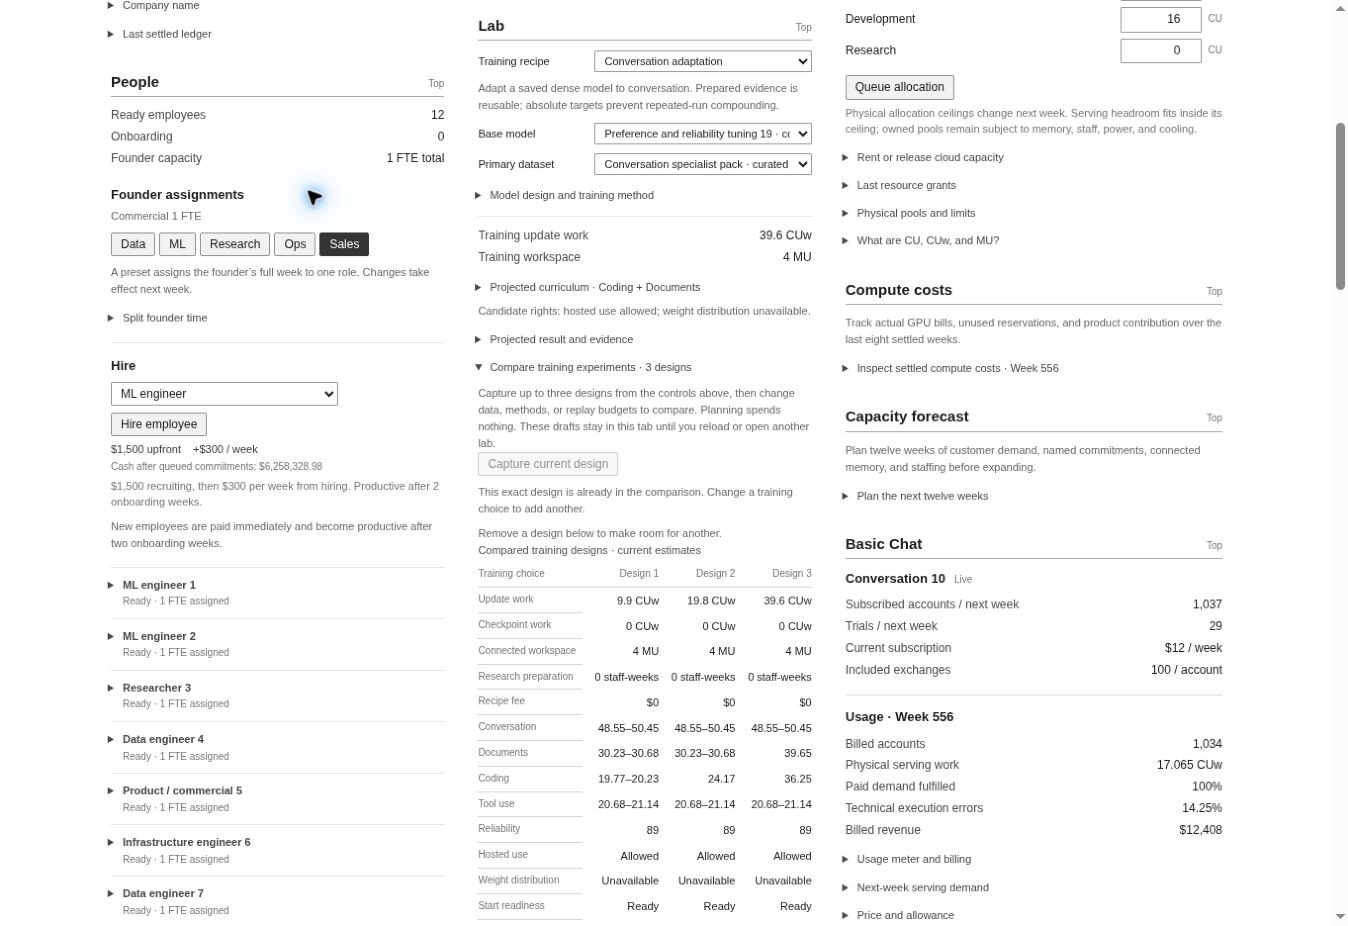 Company name
Last settled ledger
People
Top
Ready employees 12
Onboarding 0
Founder capacity 1 FTE total
Founder assignments
Commercial 1 FTE
Data ML Research Ops Sales
A preset assigns the founder’s full week to one role. Changes take
effect next week.
Split founder time
Hire
ML engineer
Hire employee
$1,500 upfront +$300 / week
Cash after queued commitments: $6,258,328.98
$1,500 recruiting, then $300 per week from hiring. Productive after 2
onboarding weeks.
New employees are paid immediately and become productive after
two onboarding weeks.
ML engineer 1
Ready · 1 FTE assigned
ML engineer 2
Ready · 1 FTE assigned
Researcher 3
Ready · 1 FTE assigned
Data engineer 4
Ready · 1 FTE assigned
Product / commercial 5
Ready · 1 FTE assigned
Infrastructure engineer 6
Ready · 1 FTE assigned
Data engineer 7
Ready · 1 FTE assigned
Lab
Top
Training recipe Conversation adaptation
Adapt a saved dense model to conversation. Prepared evidence is
reusable; absolute targets prevent repeated-run compounding.
Base model Preference and reliability tuning 19 · cc
Primary dataset Conversation specialist pack · curated
Model design and training method
Training update work 39.6 CUw
Training workspace 4 MU
Projected curriculum · Coding + Documents
Candidate rights: hosted use allowed; weight distribution unavailable.
Projected result and evidence
Compare training experiments · 3 designs
Capture up to three designs from the controls above, then change
data, methods, or replay budgets to compare. Planning spends
nothing. These drafts stay in this tab until you reload or open another
lab.
Capture current design
This exact design is already in the comparison. Change a training
choice to add another.
Remove a design below to make room for another.
Compared training designs · current estimates
Training choice Design 1 Design 2 Design 3
Update work 9.9 CUw 19.8 CUw 39.6 CUw
Checkpoint work 0 CUw 0 CUw 0 CUw
Connected workspace 4 MU 4 MU 4 MU
Research preparation 0 staff-weeks 0 staff-weeks 0 staff-weeks
Recipe fee $0 $0 $0
Conversation 48.55–50.45 48.55–50.45 48.55–50.45
Documents 30.23–30.68 30.23–30.68 39.65
Coding 19.77–20.23 24.17 36.25
Tool use 20.68–21.14 20.68–21.14 20.68–21.14
Reliability 89 89 89
Hosted use Allowed Allowed Allowed
Weight distribution Unavailable Unavailable Unavailable
Start readiness Ready Ready Ready
Development 16 CU
Research 0 CU
Queue allocation
Physical allocation ceilings change next week. Serving headroom fits inside its
ceiling; owned pools remain subject to memory, staff, power, and cooling.
Rent or release cloud capacity
Last resource grants
Physical pools and limits
What are CU, CUw, and MU?
Compute costs
Top
Track actual GPU bills, unused reservations, and product contribution over the
last eight settled weeks.
Inspect settled compute costs · Week 556
Capacity forecast
Top
Plan twelve weeks of customer demand, named commitments, connected
memory, and staffing before expanding.
Plan the next twelve weeks
Basic Chat
Top
Conversation 10 Live
Subscribed accounts / next week 1,037
Trials / next week 29
Current subscription $12 / week
Included exchanges 100 / account
Usage · Week 556
Billed accounts 1,034
Physical serving work 17.065 CUw
Paid demand fulfilled 100%
Technical execution errors 14.25%
Billed revenue $12,408
Usage meter and billing
Next-week serving demand
Price and allowance